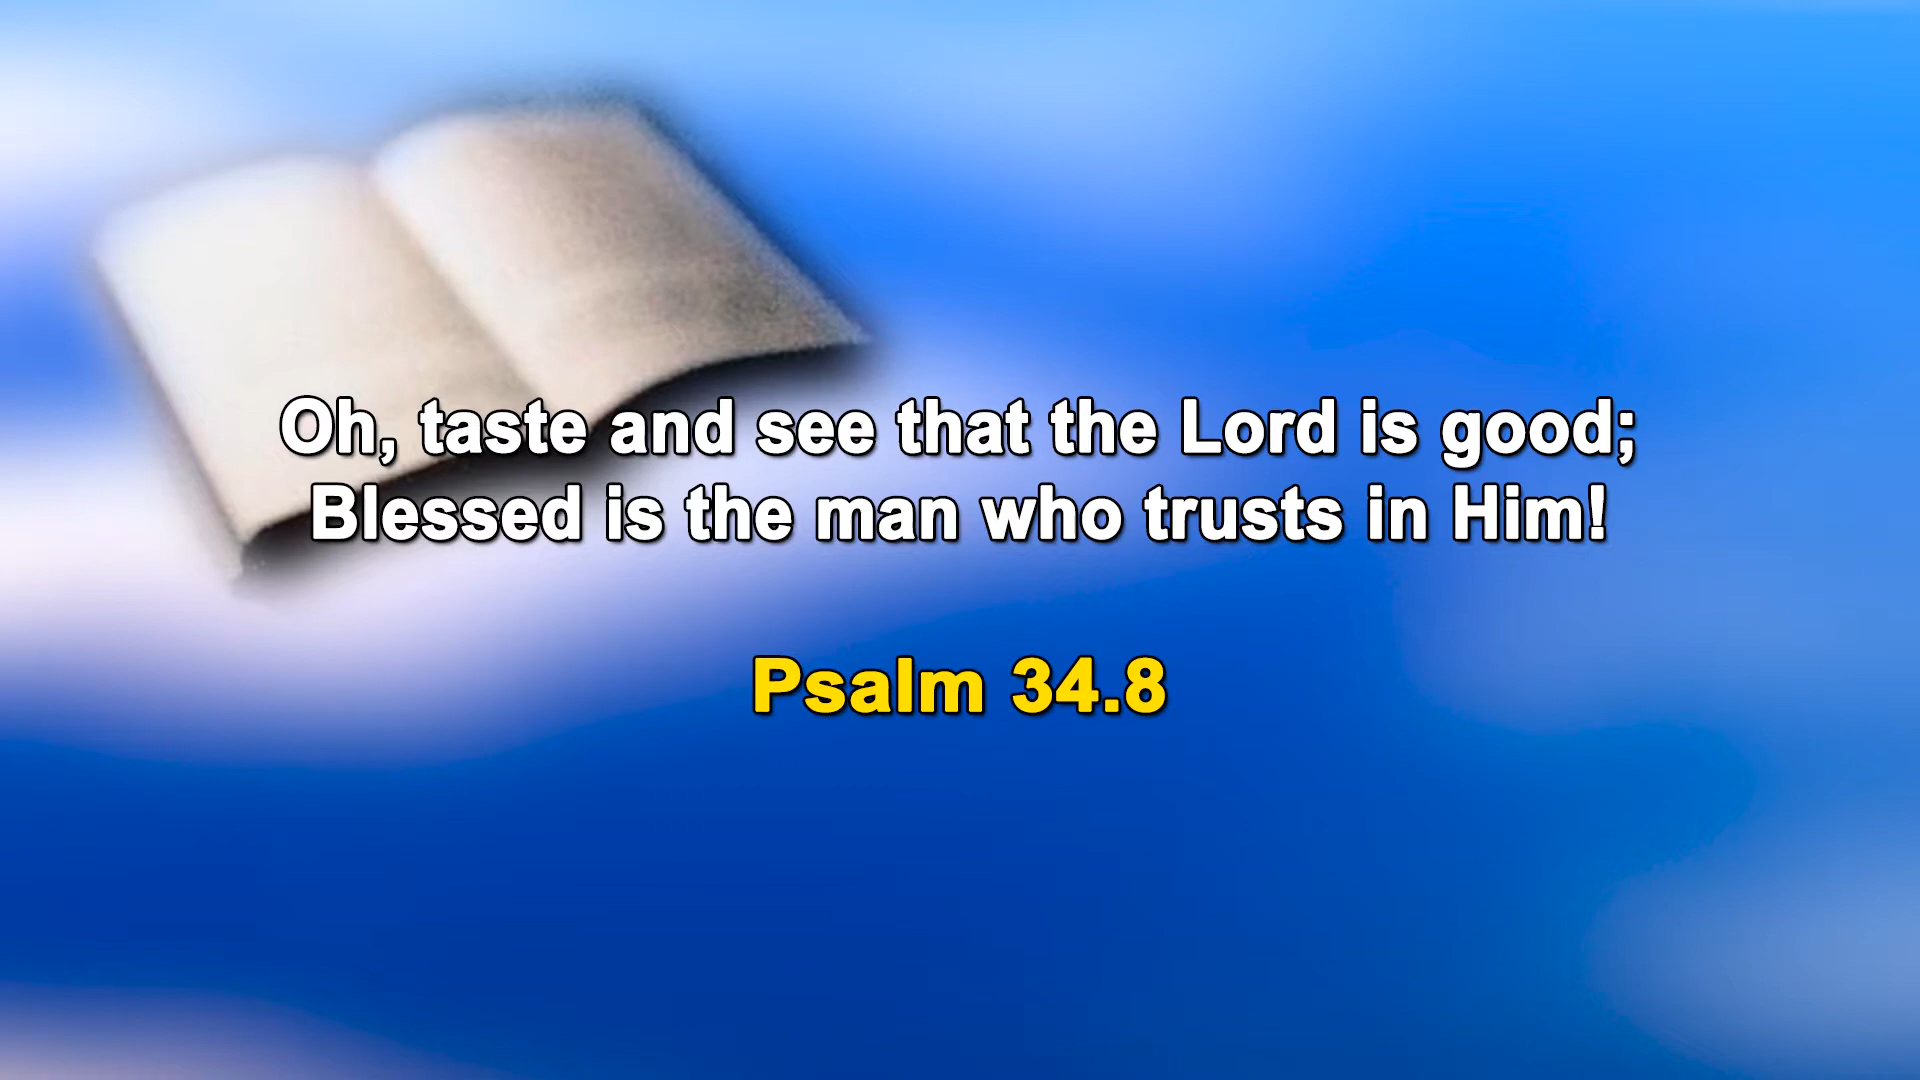 Oh, taste and see that the Lord is good;
Blessed is the man who trusts in Him!
Psalm 34.8